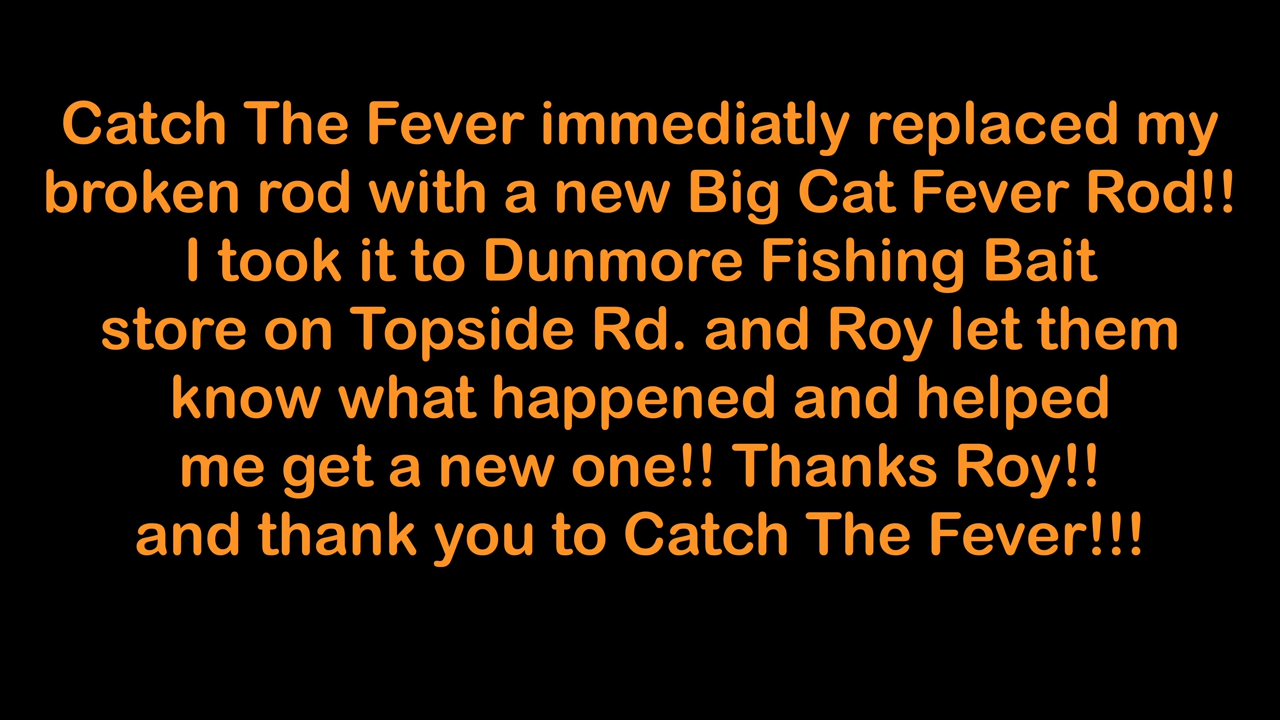 Catch The Fever immediatly replaced my
broken rod with a new Big Cat Fever Rod!!
I took it to Dunmore Fishing Bait
store on Topside Rd. and Roy let them
know what happened and helped
me get a new one!! Thanks Roy!!
and thank you to Catch The Fever!!!